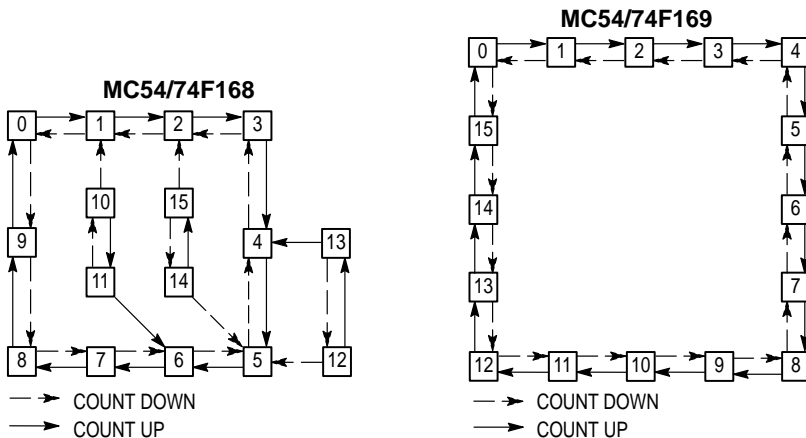 MC54/74F168
0 1 2 3
10 15
9 4 13
11 14
8 7 6 5 12
COUNT DOWN
COUNT UP
MC54/74F169
0 1 2 3 4
15 5
14 6
13 7
12 11 10 9 8
COUNT DOWN
COUNT UP